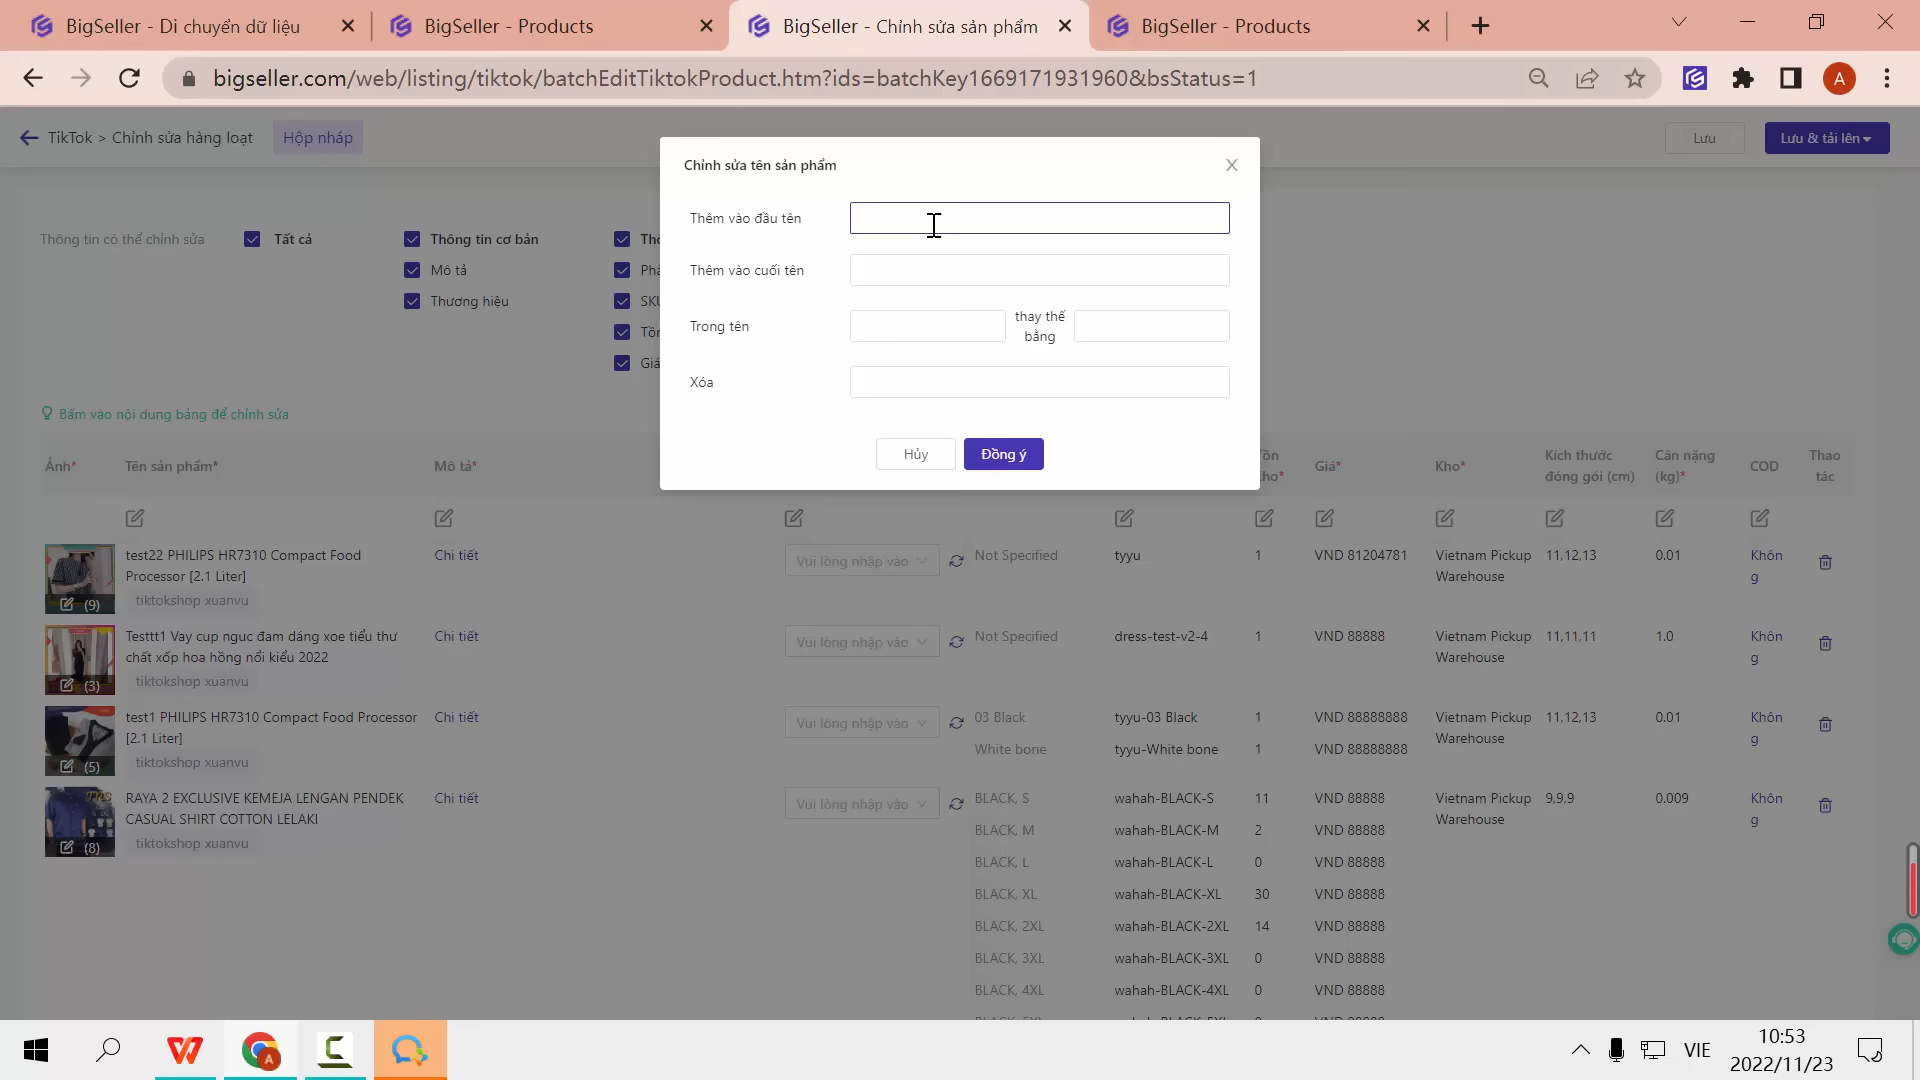 BigSeller - Di chuyển dữ liệu
BigSeller - Products
BigSeller - Chỉnh sửa sản phẩm
BigSeller - Products
bigseller.com/web/listing/tiktok/batchEditTiktokProduct.htm?ids=batchKey1669171931960&bsStatus=1
A
TikTok > Chỉnh sửa hàng loạt
Hộp nháp
Lưu
Lưu & tải lên
Chỉnh sửa tên sản phẩm
X
Thêm vào đầu tên
Thêm vào cuối tên
Trong tên
thay thế
bằng
Xóa
Hủy
Đồng ý
Thông tin có thể chỉnh sửa
Tất cả
Thông tin cơ bản
Mô tả
Thương hiệu
SKU
Giá
Bấm vào nội dung bảng để chỉnh sửa
Ảnh*
Tên sản phẩm*
Mô tả*
Giá*
Kho*
Kích thước
đóng gói (cm)
Cân nặng
(kg)*
COD
Thao
tác
(9)
test22 PHILIPS HR7310 Compact Food
Processor [2.1 Liter]
tiktokshop xuanvu
Chi tiết
Vui lòng nhập vào
Not Specified
tyyu
1
VND 81204781
Vietnam Pickup
Warehouse
11,12,13
0.01
Khôn
g
(3)
Testtt1 Vay cup nguc đam dáng xoe tiểu thư
chất xốp hoa hồng nổi kiểu 2022
tiktokshop xuanvu
Chi tiết
Vui lòng nhập vào
Not Specified
dress-test-v2-4
1
VND 88888
Vietnam Pickup
Warehouse
11,11,11
1.0
Khôn
g
(5)
test1 PHILIPS HR7310 Compact Food Processor
[2.1 Liter]
tiktokshop xuanvu
Chi tiết
Vui lòng nhập vào
03 Black
tyyu-03 Black
1
VND 88888888
White bone
tyyu-White bone
1
VND 88888888
Vietnam Pickup
Warehouse
11,12,13
0.01
Khôn
g
(8)
RAYA 2 EXCLUSIVE KEMEJA LENGAN PENDEK
CASUAL SHIRT COTTON LELAKI
tiktokshop xuanvu
Chi tiết
Vui lòng nhập vào
BLACK, S
wahah-BLACK-S
11
VND 88888
Vietnam Pickup
Warehouse
9,9,9
0.009
Khôn
g
BLACK, M
wahah-BLACK-M
2
VND 88888
BLACK, L
wahah-BLACK-L
0
VND 88888
BLACK, XL
wahah-BLACK-XL
30
VND 88888
BLACK, 2XL
wahah-BLACK-2XL
14
VND 88888
BLACK, 3XL
wahah-BLACK-3XL
0
VND 88888
BLACK, 4XL
wahah-BLACK-4XL
0
VND 88888
VIE
10:53
2022/11/23